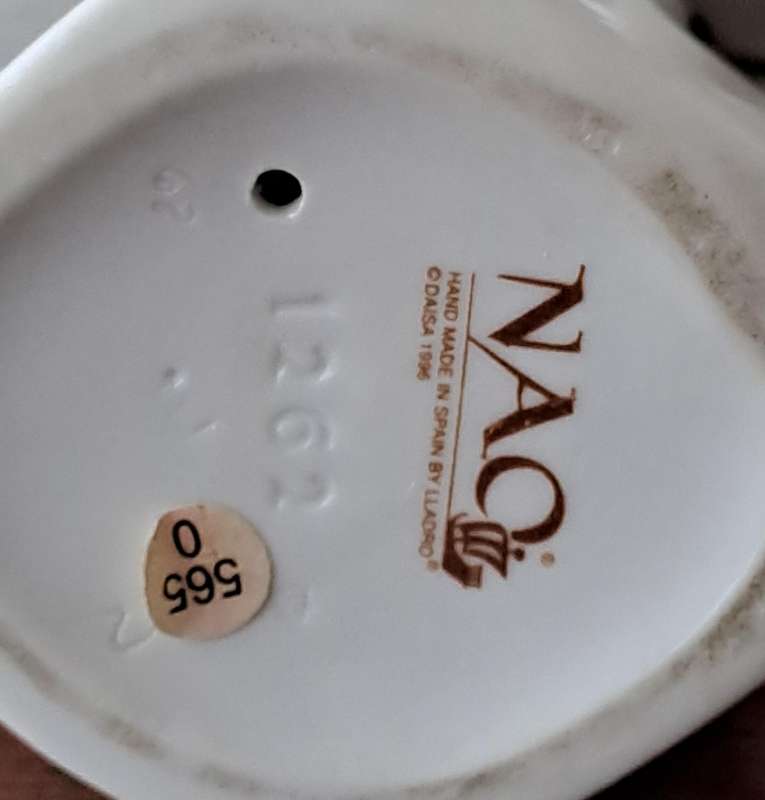 NAO®
HAND MADE IN SPAIN BY LLADRO®
©DAISA 1996
1262
565
0